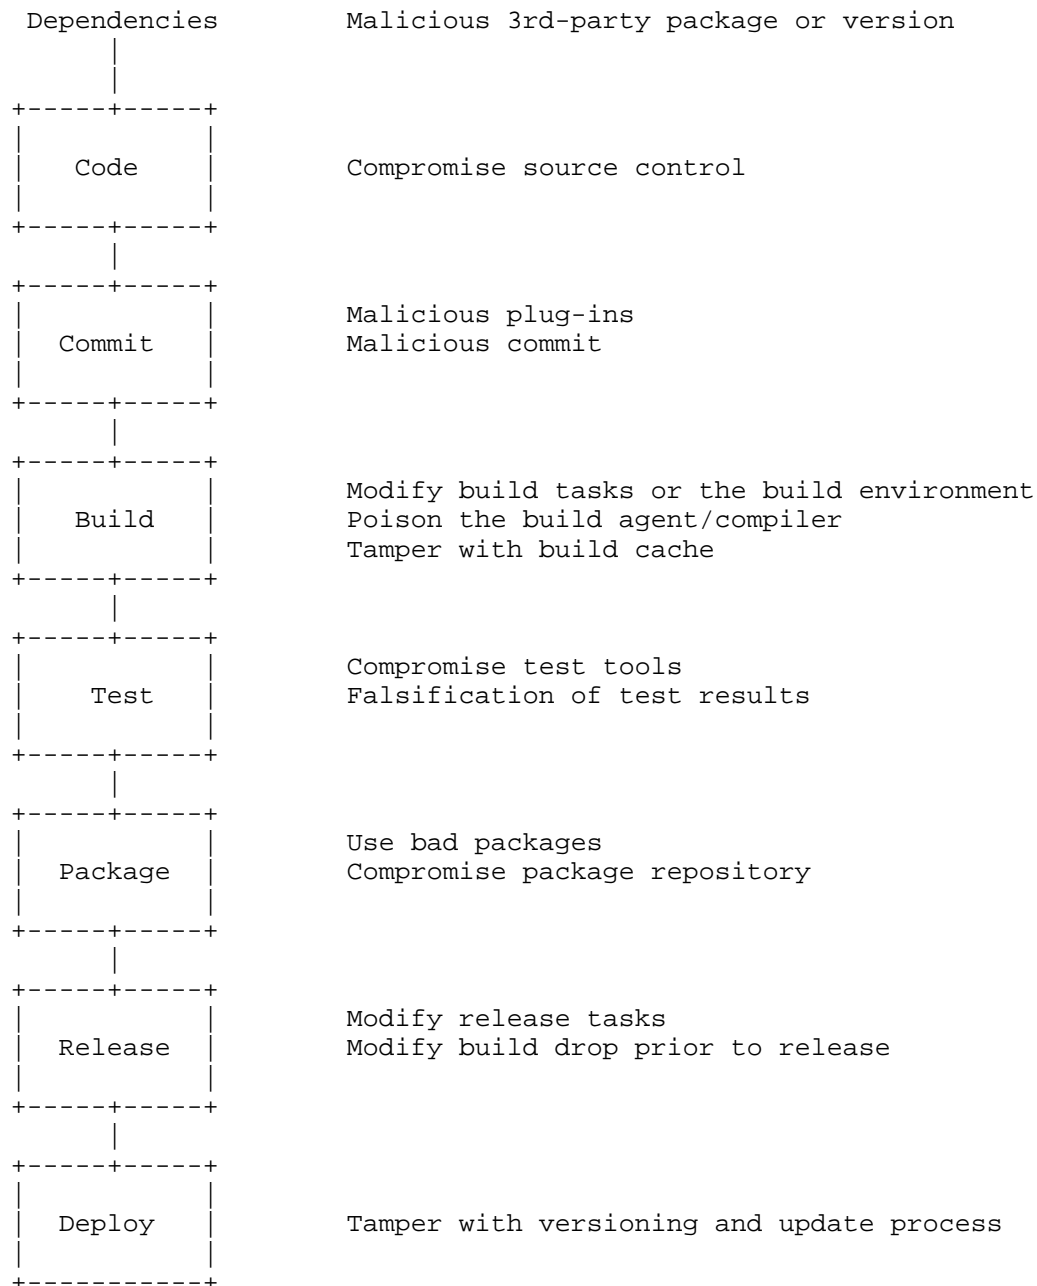 Dependencies Malicious 3rd-party package or version
Code Compromise source control
Malicious plug-ins
Commit Malicious commit
Modify build tasks or the build environment
Build Poison the build agent/compiler
Tamper with build cache
Compromise test tools
Test Falsification of test results
Use bad packages
Package Compromise package repository
Modify release tasks
Release Modify build drop prior to release
Deploy Tamper with versioning and update process